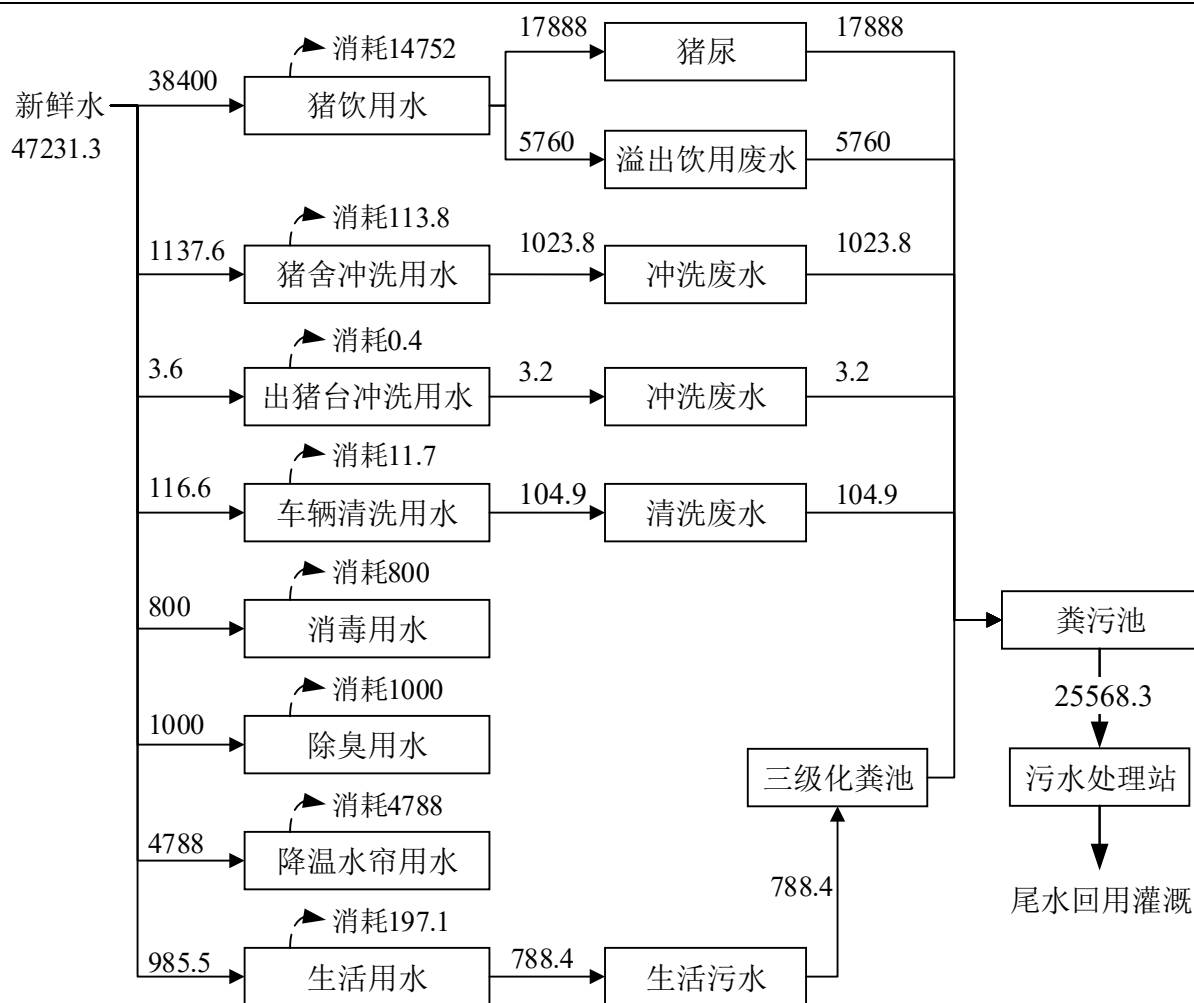 消耗14752
17888
猪尿
17888
38400
新鲜水
47231.3
猪饮用水
5760
溢出饮用废水
5760
消耗113.8
1137.6
猪舍冲洗用水
1023.8
冲洗废水
1023.8
消耗0.4
3.6
出猪台冲洗用水
3.2
冲洗废水
3.2
消耗11.7
116.6
车辆清洗用水
104.9
清洗废水
104.9
消耗800
800
消毒用水
粪污池
消耗1000
1000
除臭用水
25568.3
三级化粪池
污水处理站
消耗4788
4788
降温水帘用水
788.4
尾水回用灌溉
消耗197.1
985.5
生活用水
788.4
生活污水